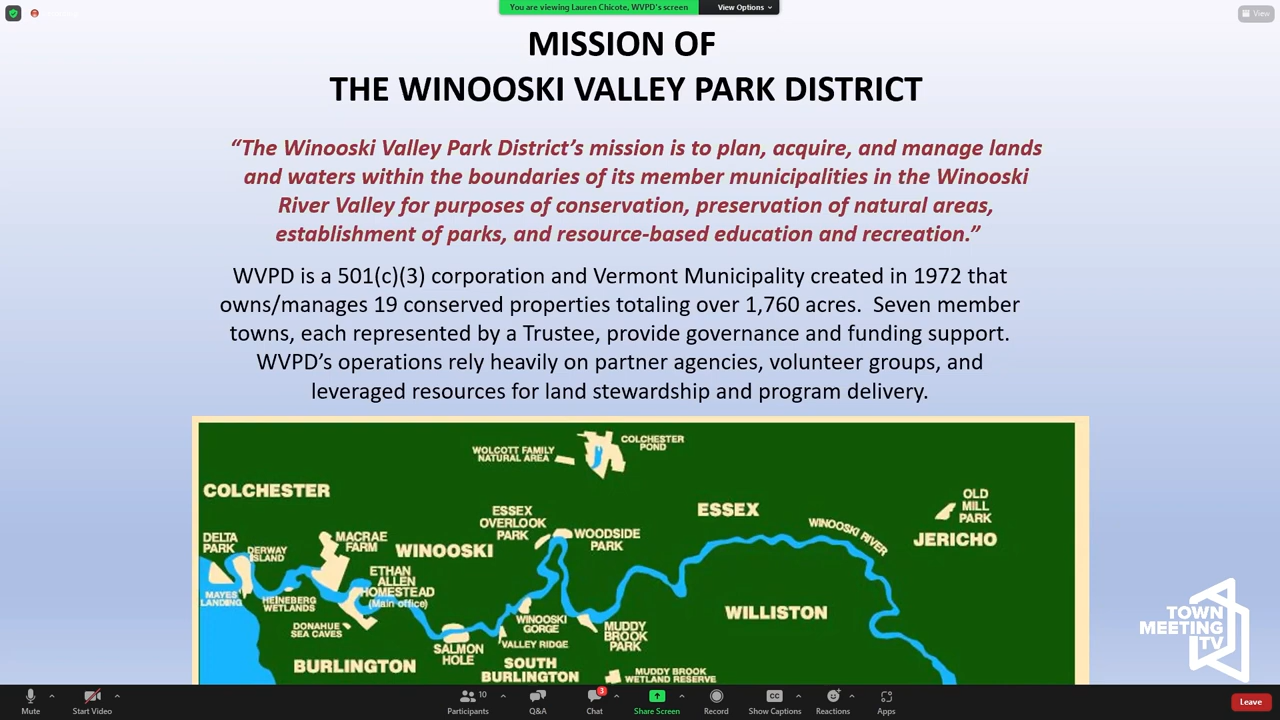 You are viewing Lauren Chicote, WVPD's screen
View Options
View
MISSION OF
THE WINOOSKI VALLEY PARK DISTRICT
“The Winooski Valley Park District’s mission is to plan, acquire, and manage lands
and waters within the boundaries of its member municipalities in the Winooski
River Valley for purposes of conservation, preservation of natural areas,
establishment of parks, and resource-based education and recreation.”
WVPD is a 501(c)(3) corporation and Vermont Municipality created in 1972 that
owns/manages 19 conserved properties totaling over 1,760 acres.  Seven member
towns, each represented by a Trustee, provide governance and funding support.
WVPD’s operations rely heavily on partner agencies, volunteer groups, and
leveraged resources for land stewardship and program delivery.
WOLCOTT FAMILY
NATURAL AREA
COLCHESTER
POND
COLCHESTER
ESSEX
OVERLOOK
PARK
WOODSIDE
PARK
ESSEX
WINOOSKI RIVER
OLD
MILL
PARK
JERICHO
DELTA
PARK
DERWAY
ISLAND
MACRAE
FARM
WINOOSKI
ETHAN
ALLEN
HOMESTEAD
(Main office)
MAYES
LANDING
HEINEBERG
WETLANDS
DONAHUE
SEA CAVES
SALMON
HOLE
WINOOSKI
GORGE
VALLEY RIDGE
MUDDY
BROOK
PARK
WILLISTON
BURLINGTON
SOUTH
BURLINGTON
MUDDY BROOK
WETLAND RESERVE
TOWN
MEETING
TV
Mute
Start Video
10
Participants
Q&A
3
Chat
Share Screen
Record
CC
Show Captions
Reactions
Apps
Leave